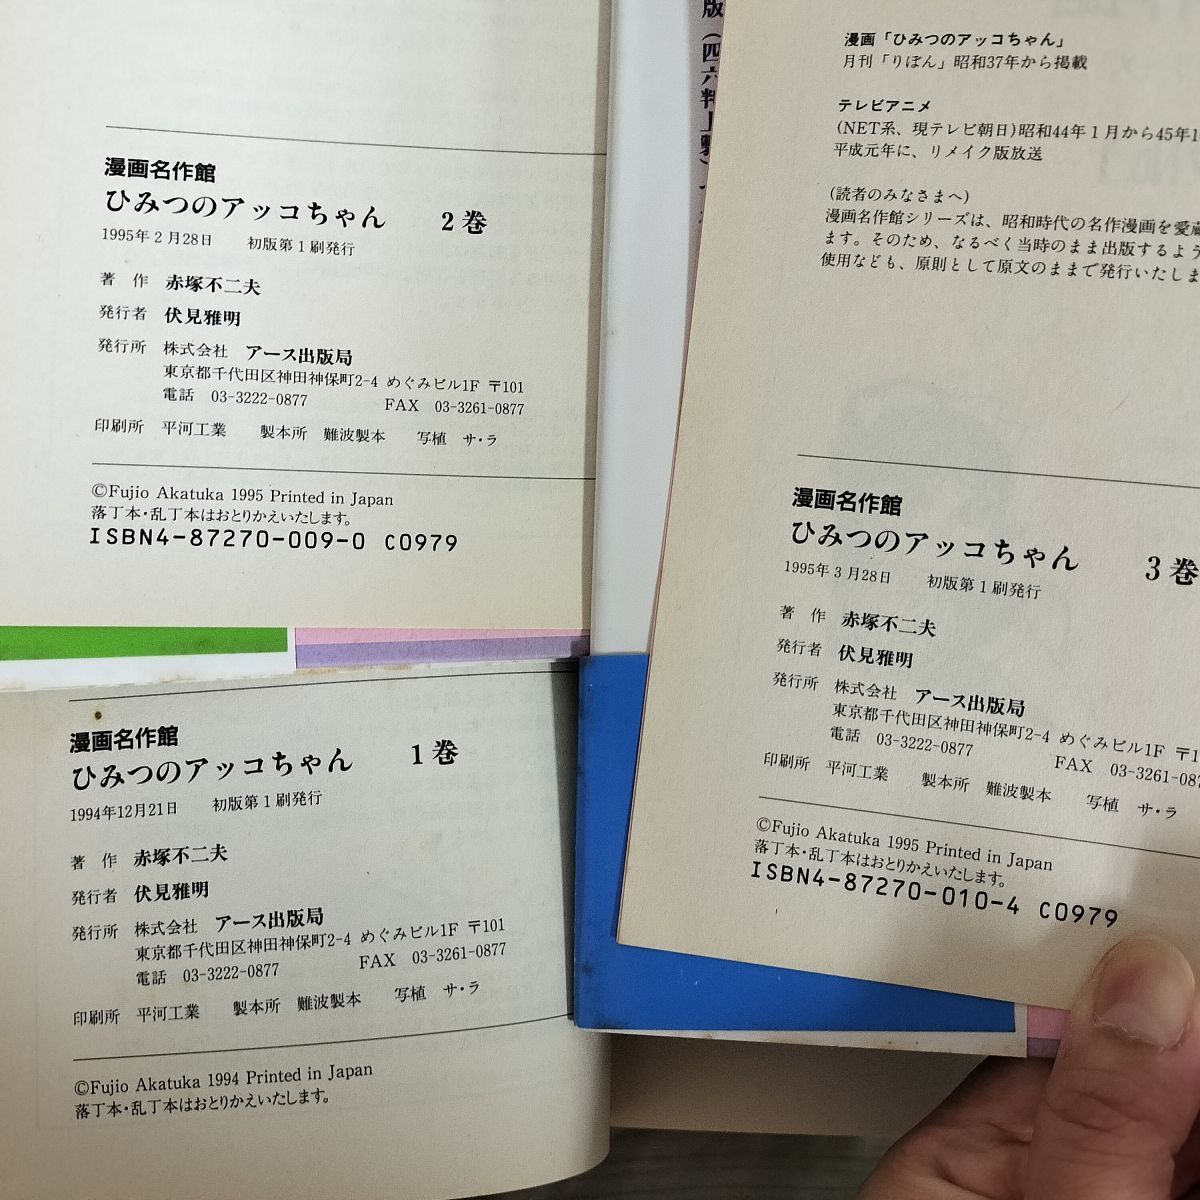 漫画名作館
ひみつのアッコちゃん 2巻
1995年2月28日 初版第1刷発行
著 作 赤塚不二夫
発行者 伏見雅明
発行所 株式会社 アース出版局
東京都千代田区神田神保町2-4 めぐみビル1F 〒101
電話 03-3222-0877 FAX 03-3261-0877
印刷所 平河工業 製本所 難波製本 写植 サ・ラ
©Fujio Akatuka 1995 Printed in Japan
落丁本・乱丁本はおとりかえいたします。
ISBN4-87270-009-0 C0979
漫画名作館
ひみつのアッコちゃん 1巻
1994年12月21日 初版第1刷発行
著 作 赤塚不二夫
発行者 伏見雅明
発行所 株式会社 アース出版局
東京都千代田区神田神保町2-4 めぐみビル1F 〒101
電話 03-3222-0877 FAX 03-3261-0877
印刷所 平河工業 製本所 難波製本 写植 サ・ラ
©Fujio Akatuka 1994 Printed in Japan
落丁本・乱丁本はおとりかえいたします。
版(四六判上製)
漫画「ひみつのアッコちゃん」
月刊「りぼん」昭和37年から掲載
テレビアニメ
(NET系、現テレビ朝日)昭和44年1月から45年1
平成元年に、リメイク版放送
(読者のみなさまへ)
漫画名作館シリーズは、昭和時代の名作漫画を愛蔵
ます。そのため、なるべく当時のまま出版するよう
使用なども、原則として原文のままで発行いたしま
漫画名作館
ひみつのアッコちゃん 3巻
1995年3月28日 初版第1刷発行
著 作 赤塚不二夫
発行者 伏見雅明
発行所 株式会社 アース出版局
東京都千代田区神田神保町2-4 めぐみビル1F 〒1
電話 03-3222-0877 FAX 03-3261-087
印刷所 平河工業 製本所 難波製本 写植 サ・ラ
©Fujio Akatuka 1995 Printed in Japan
落丁本・乱丁本はおとりかえいたします。
ISBN4-87270-010-4 C0979